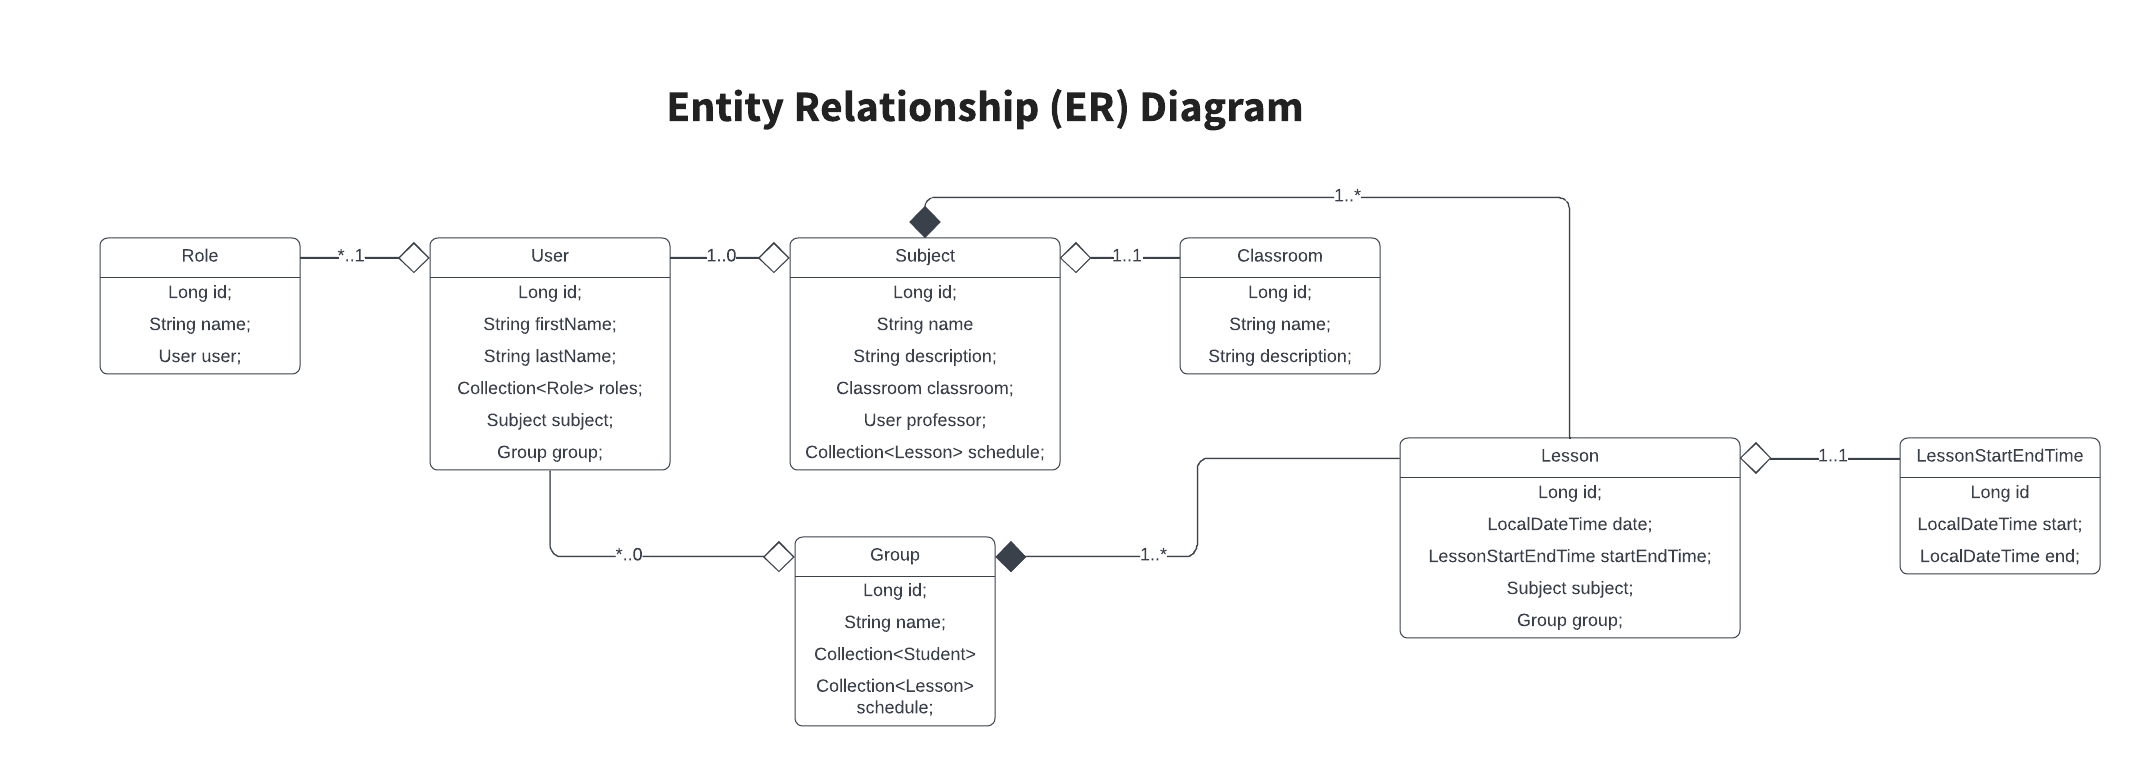 Entity Relationship (ER) Diagram
1..*
Role
Long id;
String name;
User user;
*..1
User
Long id;
String firstName;
String lastName;
Collection<Role> roles;
Subject subject;
Group group;
1..0
Subject
Long id;
String name
String description;
Classroom classroom;
User professor;
Collection<Lesson> schedule;
1..1
Classroom
Long id;
String name;
String description;
*..0
Group
Long id;
String name;
Collection<Student>
Collection<Lesson>
schedule;
1..*
Lesson
Long id;
LocalDateTime date;
LessonStartEndTime startEndTime;
Subject subject;
Group group;
1..1
LessonStartEndTime
Long id
LocalDateTime start;
LocalDateTime end;